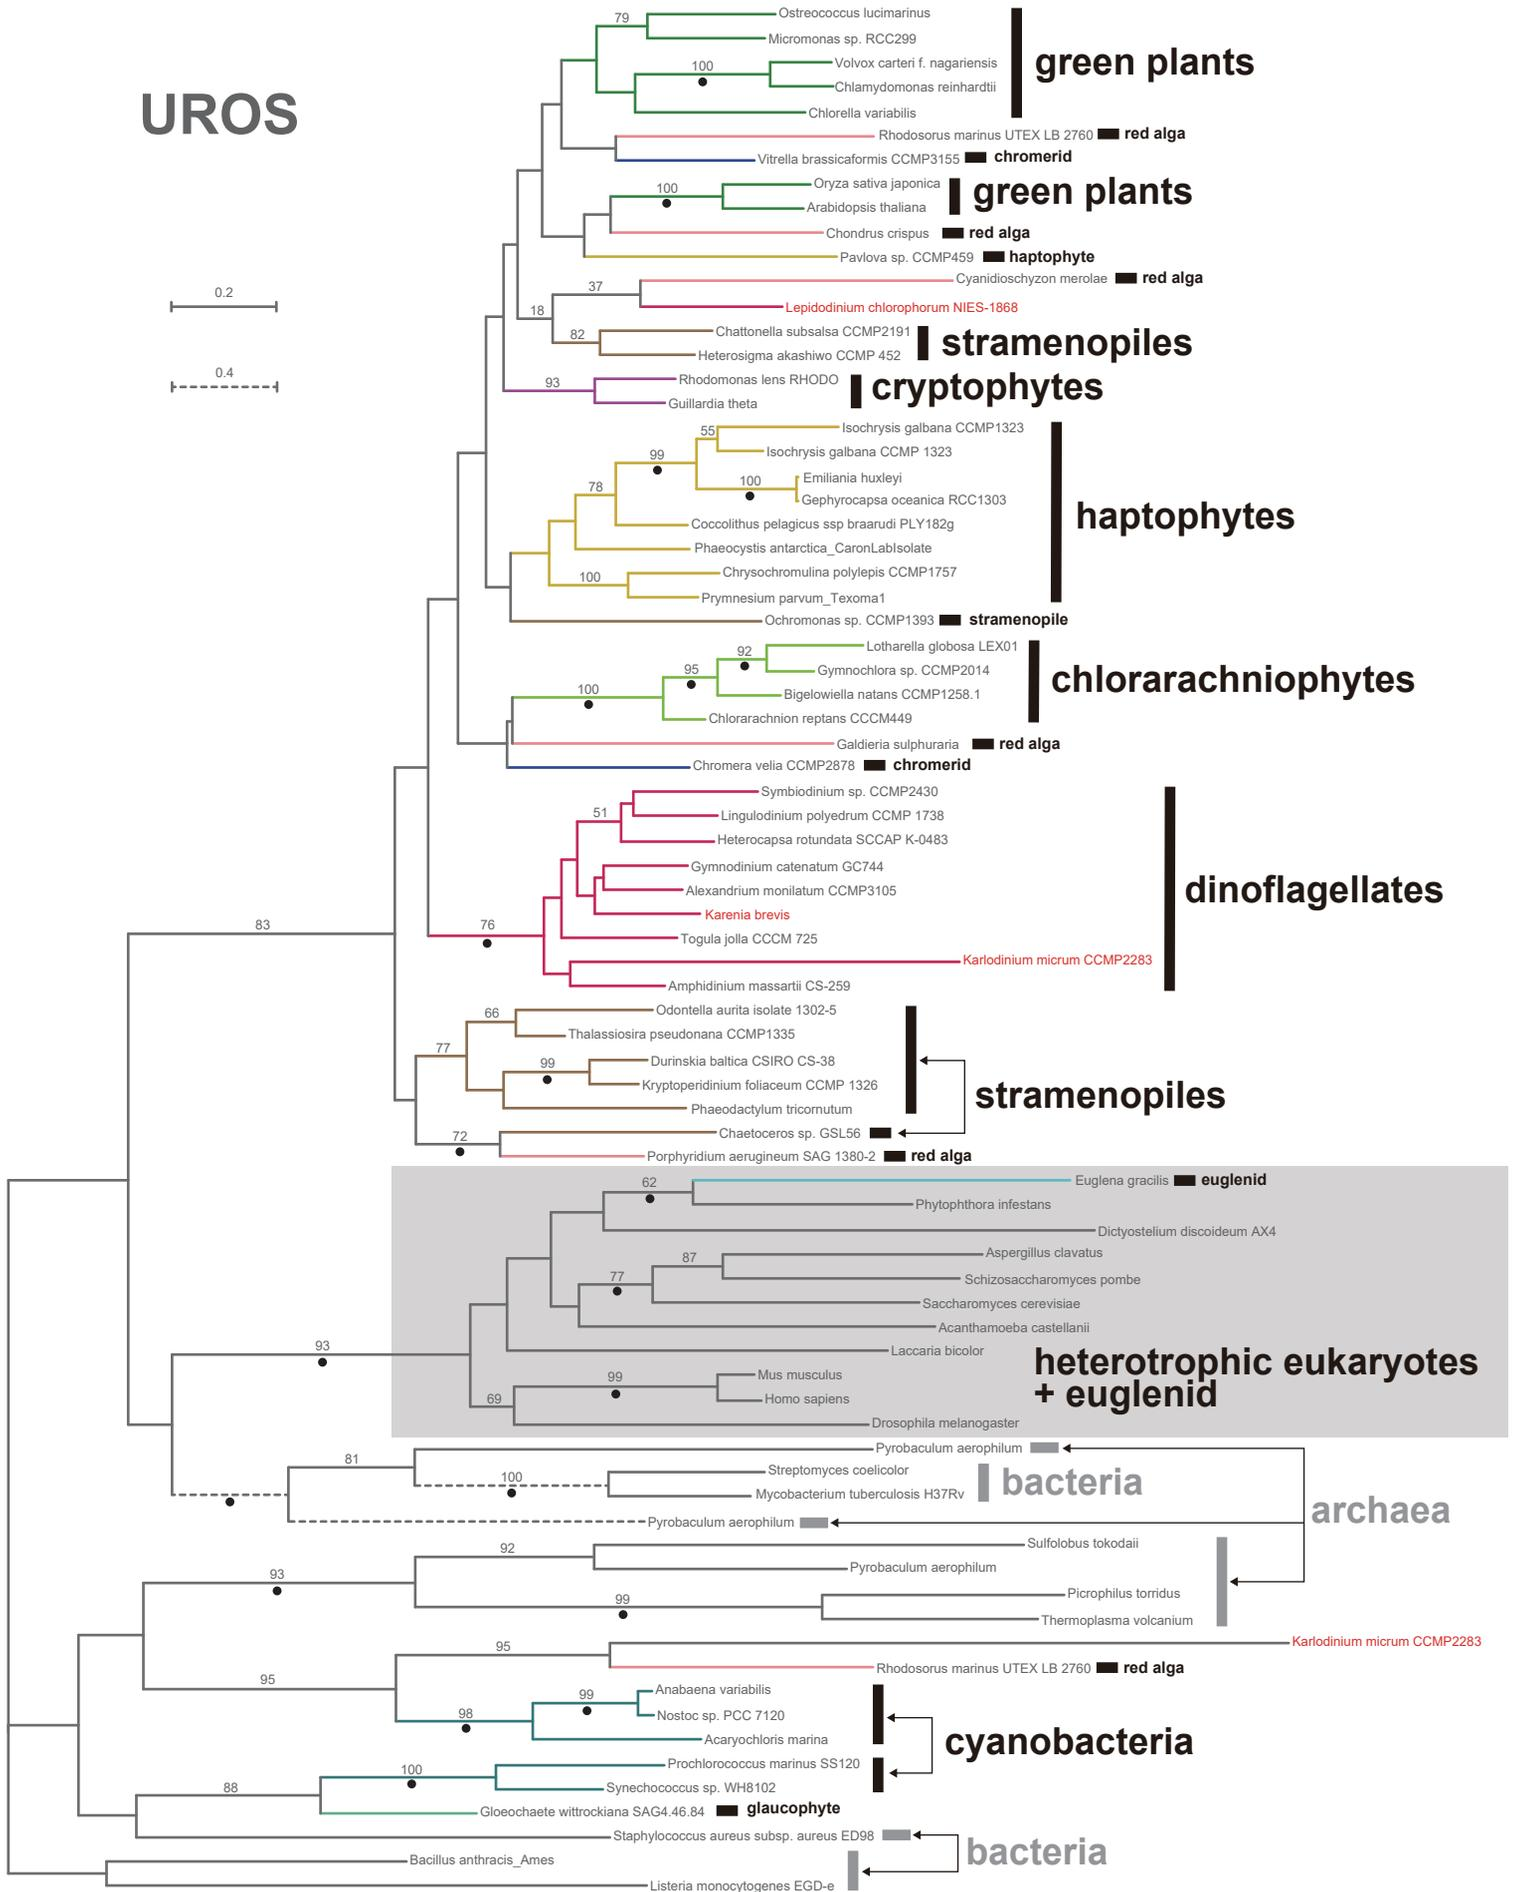 79
Ostreococcus lucimarinus
Micromonas sp. RCC299
100
Volvox carteri f. nagariensis
green plants
Chlamydomonas reinhardtii
UROS
Chlorella variabilis
Rhodosorus marinus UTEX LB 2760 red alga
Vitrella brassicaformis CCMP3155 chromerid
100
Oryza sativa japonica
green plants
Arabidopsis thaliana
Chondrus crispus red alga
Pavlova sp. CCMP459 haptophyte
37
Cyanidioschyzon merolae red alga
0.2
18
Lepidodinium chlorophorum NIES-1868
82
Chattonella subsalsa CCMP2191
stramenopiles
Heterosigma akashiwo CCMP 452
0.4
93
Rhodomonas lens RHODO
cryptophytes
Guillardia theta
55
Isochrysis galbana CCMP1323
99
Isochrysis galbana CCMP 1323
100
Emiliania huxleyi
78
Gephyrocapsa oceanica RCC1303
haptophytes
Coccolithus pelagicus ssp braarudi PLY182g
Phaeocystis antarctica_CaronLabIsolate
100
Chrysochromulina polylepis CCMP1757
Prymnesium parvum_Texoma1
Ochromonas sp. CCMP1393 stramenopile
92
Lotharella globosa LEX01
95
Gymnochlora sp. CCMP2014
chlorarachniophytes
100
Bigelowiella natans CCMP1258.1
Chlorarachnion reptans CCCM449
Galdieria sulphuraria red alga
Chromera velia CCMP2878 chromerid
Symbiodinium sp. CCMP2430
51
Lingulodinium polyedrum CCMP 1738
Heterocapsa rotundata SCCAP K-0483
Gymnodinium catenatum GC744
dinoflagellates
Alexandrium monilatum CCMP3105
Karenia brevis
83
76
Togula jolla CCCM 725
Karlodinium micrum CCMP2283
Amphidinium massartii CS-259
66
Odontella aurita isolate 1302-5
77
Thalassiosira pseudonana CCMP1335
99
Durinskia baltica CSIRO CS-38
Kryptoperidinium foliaceum CCMP 1326
stramenopiles
Phaeodactylum tricornutum
72
Chaetoceros sp. GSL56
Porphyridium aerugineum SAG 1380-2 red alga
62
Euglena gracilis euglenid
Phytophthora infestans
Dictyostelium discoideum AX4
87
Aspergillus clavatus
77
Schizosaccharomyces pombe
Saccharomyces cerevisiae
Acanthamoeba castellanii
93
Laccaria bicolor
heterotrophic eukaryotes
+ euglenid
99
Mus musculus
69
Homo sapiens
Drosophila melanogaster
81
Pyrobaculum aerophilum
100
Streptomyces coelicolor
bacteria
Mycobacterium tuberculosis H37Rv
archaea
Pyrobaculum aerophilum
92
Sulfolobus tokodaii
93
Pyrobaculum aerophilum
99
Picrophilus torridus
Thermoplasma volcanium
95
Karlodinium micrum CCMP2283
95
Rhodosorus marinus UTEX LB 2760 red alga
99
Anabaena variabilis
98
Nostoc sp. PCC 7120
Acaryochloris marina
cyanobacteria
100
Prochlorococcus marinus SS120
88
Synechococcus sp. WH8102
Gloeochaete wittrockiana SAG4.46.84 glaucophyte
Staphylococcus aureus subsp. aureus ED98
bacteria
Bacillus anthracis_Ames
Listeria monocytogenes EGD-e